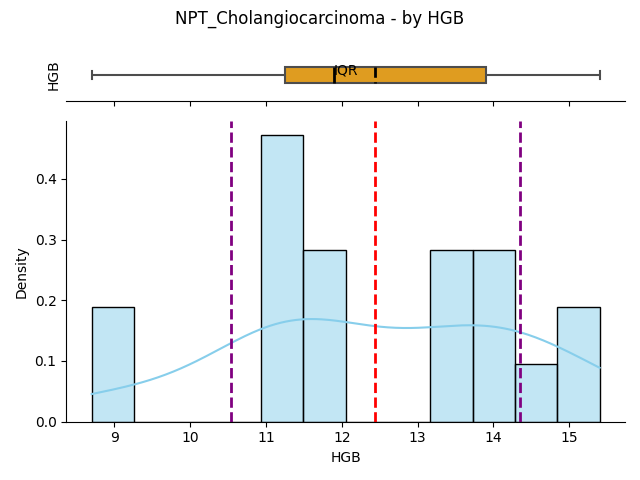 NPT_Cholangiocarcinoma - by HGB
HGB
IQR
Density
0.4
0.3
0.2
0.1
0.0
9 10 11 12 13 14 15
HGB